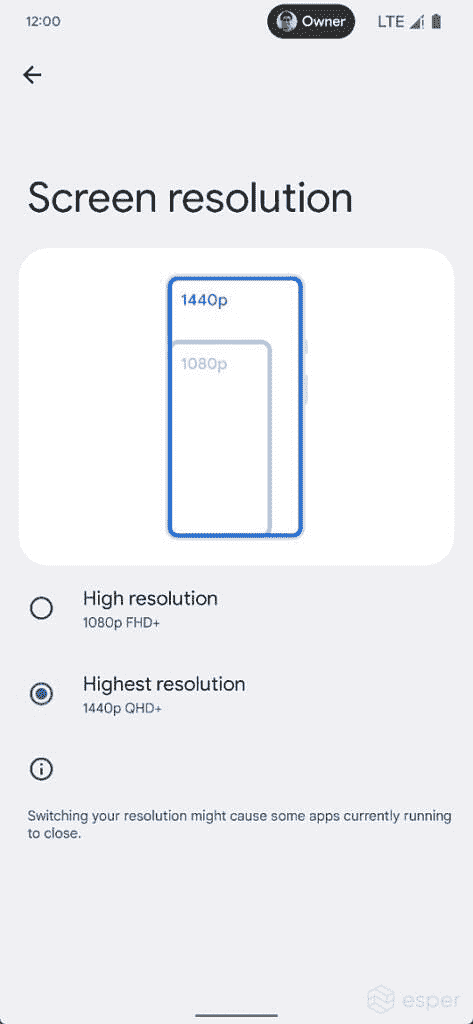 12:00
Owner
LTE
Screen resolution
1440p
1080p
High resolution
1080p FHD+
Highest resolution
1440p QHD+
Switching your resolution might cause some apps currently running
to close.
esper